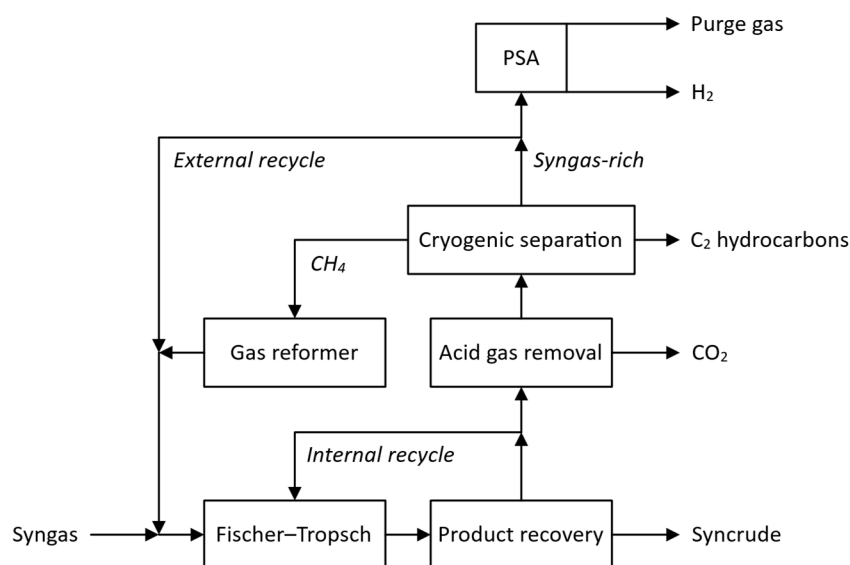 Purge gas
PSA
H₂
External recycle
Syngas-rich
Cryogenic separation
C₂ hydrocarbons
CH₄
Gas reformer
Acid gas removal
CO₂
Internal recycle
Syngas
Fischer–Tropsch
Product recovery
Syncrude